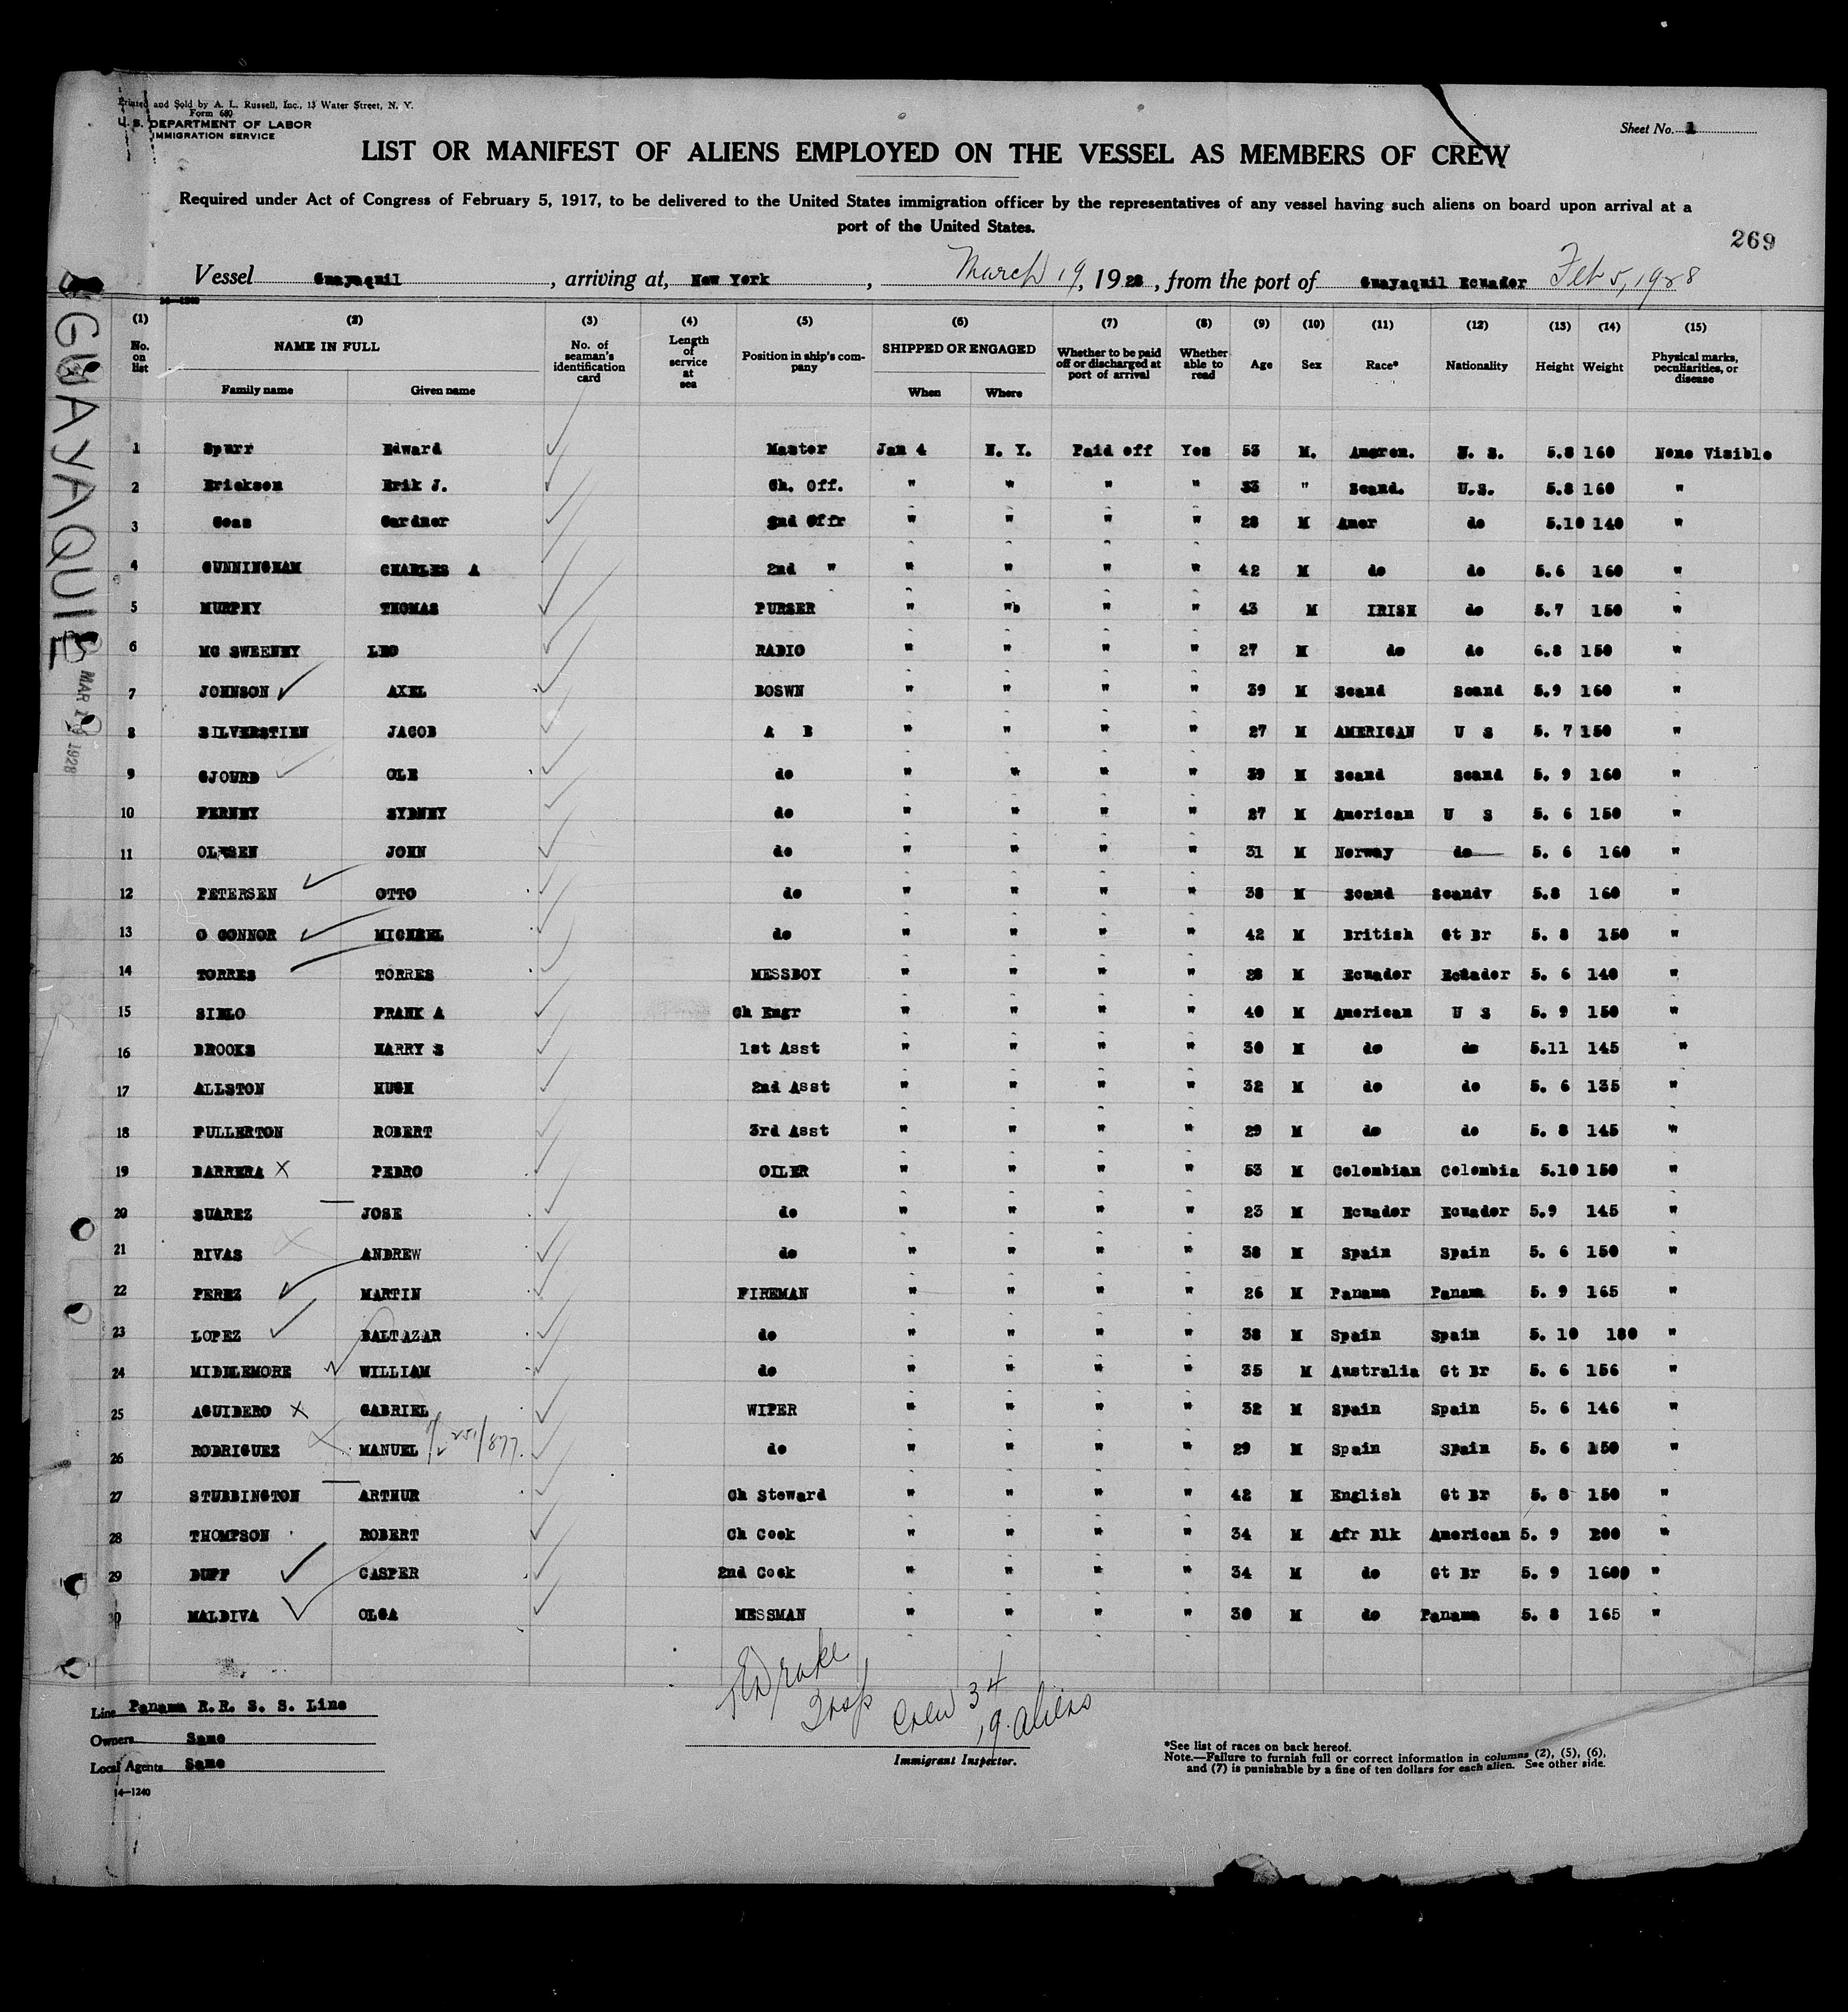 Printed and Sold by A. L. Russell, Inc., 13 Water Street, N. Y.
Form 680
U. S. DEPARTMENT OF LABOR
IMMIGRATION SERVICE
Sheet No. 1
LIST OR MANIFEST OF ALIENS EMPLOYED ON THE VESSEL AS MEMBERS OF CREW
Required under Act of Congress of February 5, 1917, to be delivered to the United States immigration officer by the representatives of any vessel having such aliens on board upon arrival at a
port of the United States.
269
Vessel Guayaquil, arriving at, New York, March 19, 1928, from the port of Guayaquil Ecuador Feb 5, 1928
GUAYAQUIL
MAR 19 1928
(1) (2) (3) (4) (5) (6) (7) (8) (9) (10) (11) (12) (13) (14) (15)
No. on list NAME IN FULL Family name Given name No. of seaman's identification card Length of service at sea Position in ship's company SHIPPED OR ENGAGED When Where Whether to be paid off or discharged at port of arrival Whether able to read Age Sex Race* Nationality Height Weight Physical marks, peculiarities, or disease
1 Spurr Edward Master Jan 4 N. Y. Paid off Yes 53 M. Ameren. U. S. 5.8 160 None Visible
2 Erickson Erik J. Ch. Off. " " " " 33 " Scand. U.S. 5.8 160 "
3 Goas Gardner 2nd Offr " " " " 28 M Amer do 5.10 140 "
4 CUNNINGHAM CHARLES A 2nd " " " " " 42 M do do 5.6 160 "
5 MURPHY THOMAS PURSER " " " " 43 M IRISH do 5.7 150 "
6 MC SWEENEY LEO RADIO " " " " 27 M do do 6.8 150 "
7 JOHNSON AXEL BOSWN " " " " 39 M Scand Scand 5.9 160 "
8 SILVERSTIEN JACOB A B " " " " 27 M AMERICAN U S 5. 7 150 "
9 GJOURD OLE do " " " " 39 M Scand Scand 5. 9 160 "
10 PERNEY SYDNEY do " " " " 27 M American U S 5. 6 150 "
11 OLESEN JOHN do " " " " 31 M Norway do 5. 6 160 "
12 PETERSEN OTTO do " " " " 38 M Scand Scandv 5.8 160 "
13 O CONNOR MICHEEL do " " " " 42 M British Gt Br 5. 8 150 "
14 TORRES TORRES MESSBOY " " " " 28 M Ecuador Ecuador 5. 6 140 "
15 SIELO FRANK A Ch Engr " " " " 40 M American U S 5. 9 150 "
16 BROOKS HARRY S 1st Asst " " " " 30 M do do 5.11 145 "
17 ALLSTON HUGH 2nd Asst " " " " 32 M do do 5. 6 135 "
18 FULLERTON ROBERT 3rd Asst " " " " 29 M do do 5. 8 145 "
19 BARRERA PEDRO OILER " " " " 53 M Colombian Colombia 5.10 150 "
20 SUAREZ JOSE do " " " " 23 M Ecuador Ecuador 5.9 145 "
21 RIVAS ANDREW do " " " " 38 M Spain Spain 5. 6 150 "
22 PEREZ MARTIN FIREMAN " " " " 26 M Panama Panama 5. 9 165 "
23 LOPEZ BALTAZAR do " " " " 38 M Spain Spain 5. 10 180 "
24 MIDDLEMORE WILLIAM do " " " " 35 M Australia Gt Br 5. 6 156 "
25 AGUIDERO GABRIEL WIPER " " " " 32 M Spain Spain 5. 6 146 "
26 RODRIGUEZ MANUEL 251/877 do " " " " 29 M Spain Spain 5. 6 150 "
27 STUBBINGTON ARTHUR Ch Steward " " " " 42 M English Gt Br 5. 8 150 "
28 THOMPSON ROBERT Ch Cook " " " " 34 M Afr Blk American 5. 9 200 "
29 DUFF CASPER 2nd Cook " " " " 34 M do Gt Br 5. 9 1600 "
30 MALDIVA OLGA MESSMAN " " " " 30 M do Panama 5. 8 165 "
Drake
Insp Crew 34
19 aliens
Line Panama R.R. S. S. Line
Owners Same
Local Agents Same
14—1240
Immigrant Inspector.
*See list of races on back hereof.
Note.—Failure to furnish full or correct information in columns (2), (5), (6),
and (7) is punishable by a fine of ten dollars for each alien. See other side.